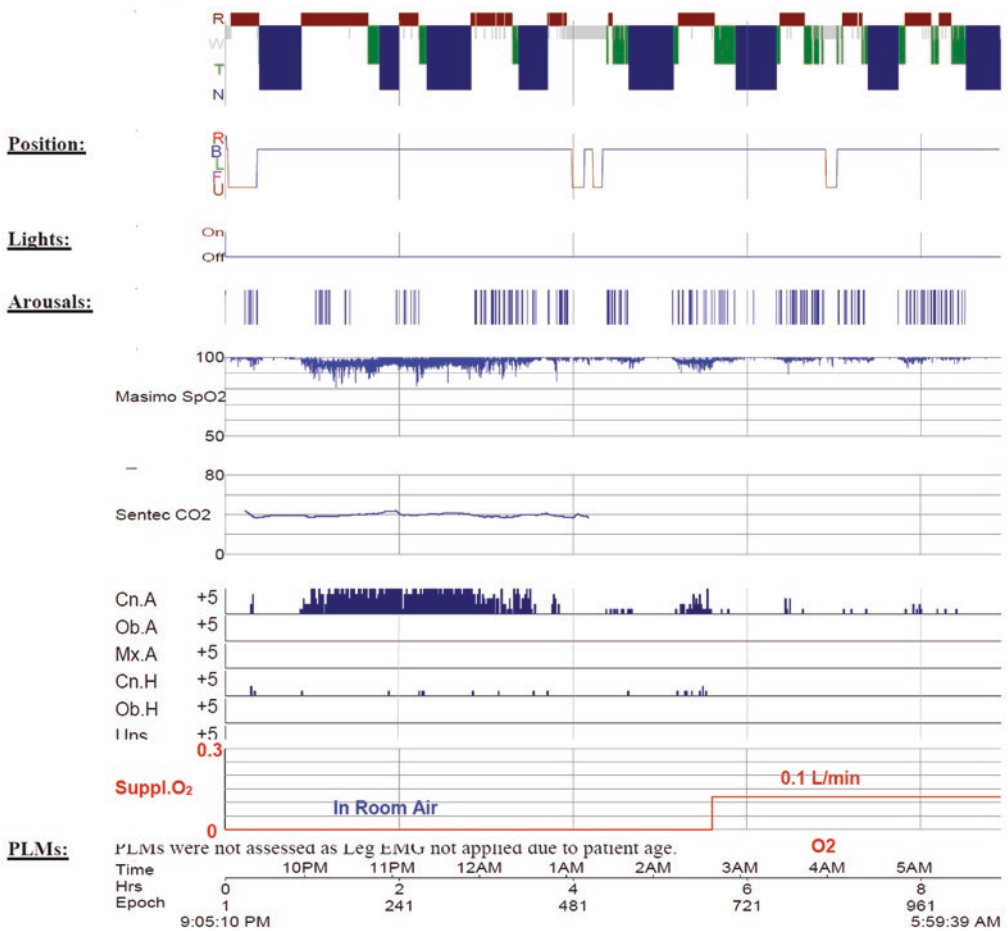 R
W
T
N
Position:
R
B
L
F
U
Lights:
On
Off
Arousals:
100
Masimo SpO2
50
80
Sentec CO2
0
Cn.A +5
Ob.A +5
Mx.A +5
Cn.H +5
Ob.H +5
Uns +5
0.3
Suppl.O2 0.1 L/min
In Room Air
0
O2
PLMs: PLMs were not assessed as Leg EMG not applied due to patient age.
Time 10PM 11PM 12AM 1AM 2AM 3AM 4AM 5AM
Hrs 0 2 4 6 8
Epoch 1 241 481 721 961
9:05:10 PM 5:59:39 AM